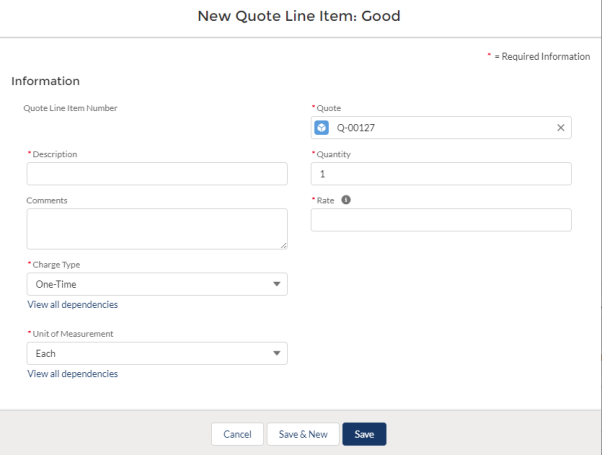 New Quote Line Item: Good
* = Required Information
Information
Quote Line Item Number
* Quote
Q-00127
* Description
* Quantity
1
Comments
* Rate
* Charge Type
One-Time
View all dependencies
* Unit of Measurement
Each
View all dependencies
Cancel
Save & New
Save